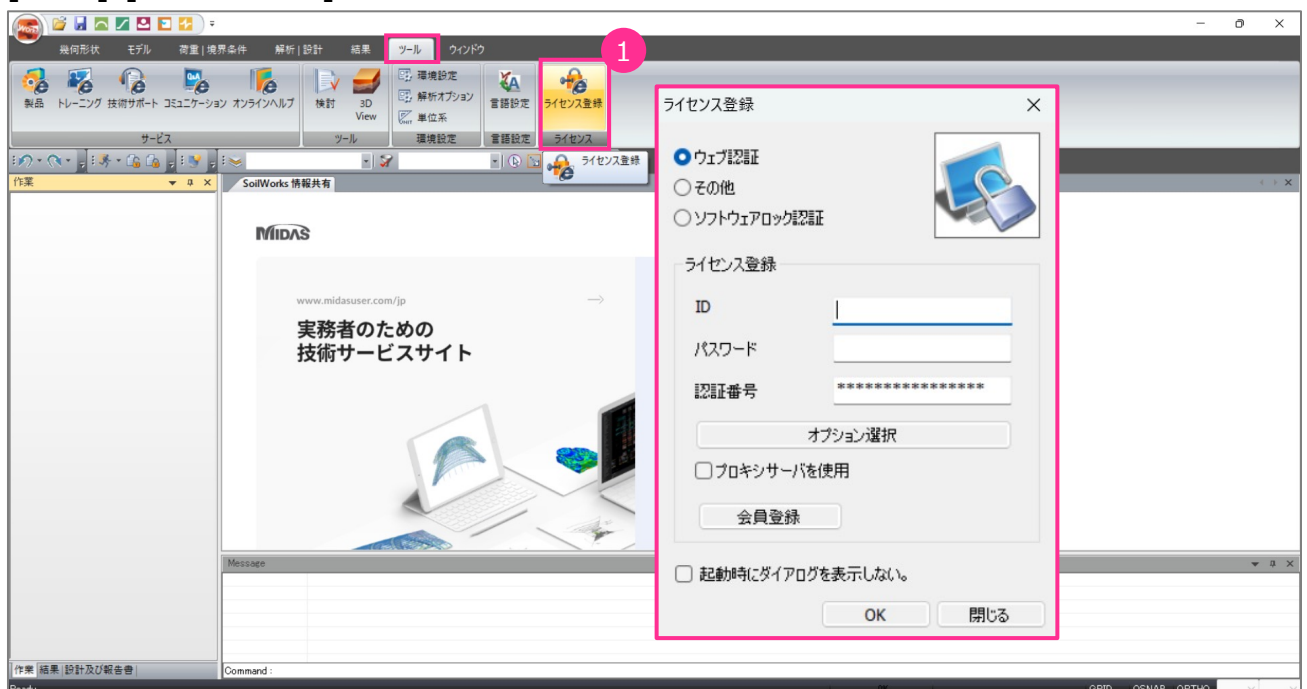 幾何形状 モデル 荷重|境界条件 解析|設計 結果 ツール ウィンドウ
1
製品 トレーニング 技術サポート コミュニケーション オンラインヘルプ 検討 3D View 環境設定 解析オプション 単位系 言語設定 ライセンス登録
サービス ツール 環境設定 言語設定 ライセンス
ライセンス登録
作業
SoilWorks 情報共有
MIDAS
www.midasuser.com/jp
実務者のための
技術サービスサイト
ライセンス登録
ウェブ認証
その他
ソフトウェアロック認証
ライセンス登録
ID
パスワード
認証番号 ****************
オプション選択
プロキシサーバを使用
会員登録
起動時にダイアログを表示しない。
OK 閉じる
Message
作業 結果 設計及び報告書
Command :